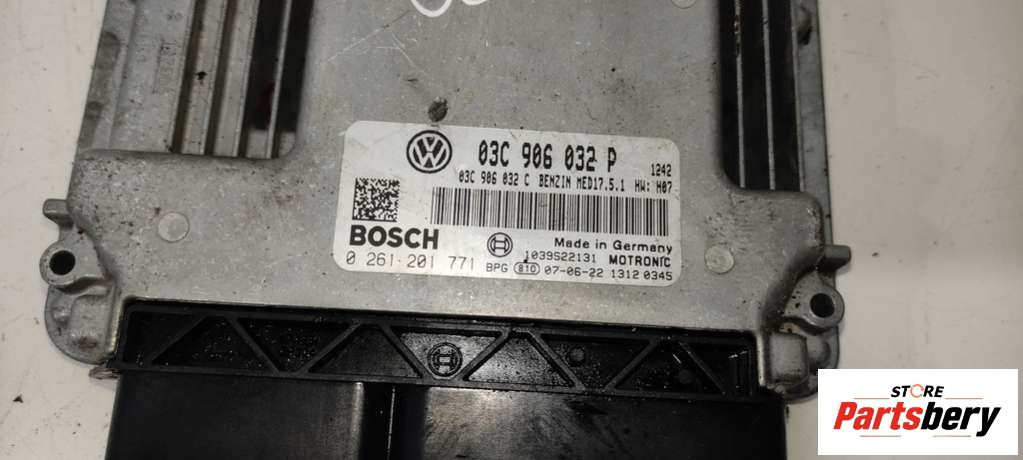 VW
03C 906 032 P 1242
03C 906 032 C BENZIN MED17.5.1 HW: H07
BOSCH
Made in Germany
1039S22131 MOTRONIC
0 261 201 771 BPG 810 07-06-22 1312 0345
STORE
Partsbery